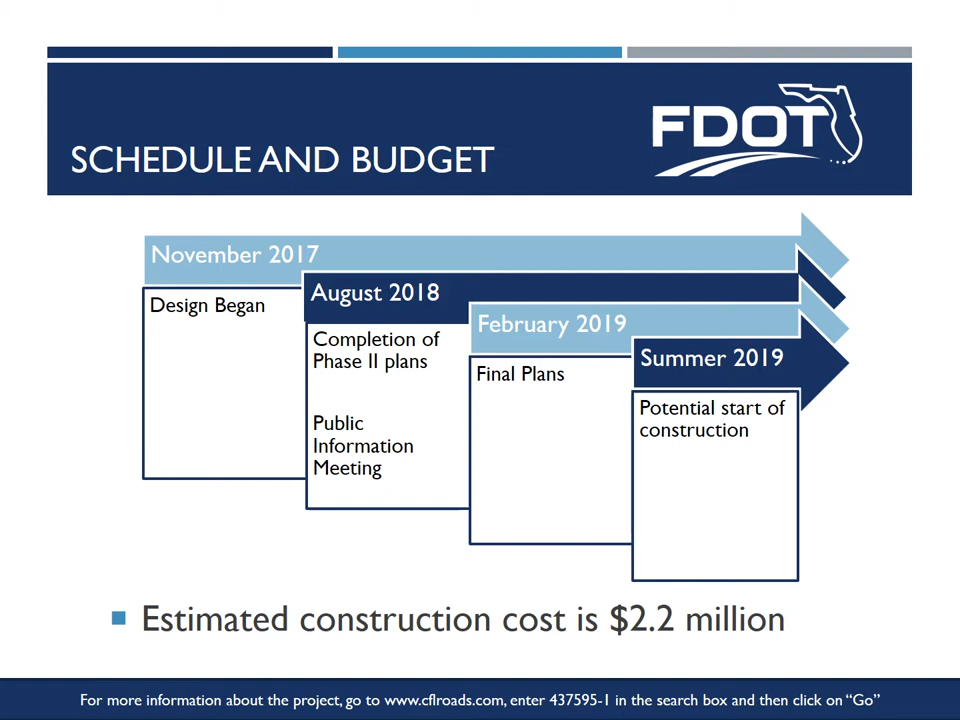 SCHEDULE AND BUDGET
FDOT
November 2017
Design Began
August 2018
Completion of
Phase II plans
Public
Information
Meeting
February 2019
Final Plans
Summer 2019
Potential start of
construction
Estimated construction cost is $2.2 million
For more information about the project, go to www.cflroads.com, enter 437595-1 in the search box and then click on “Go”